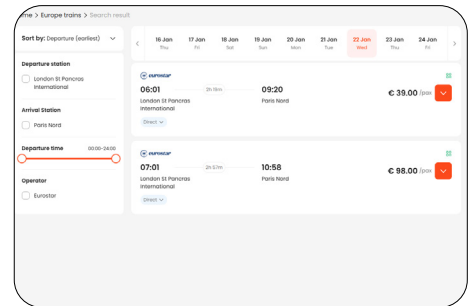 me > Europe trains > Search result
Sort by: Departure (earliest)
Departure station
London St Pancras
International
Arrival Station
Paris Nord
Departure time 00:00-24:00
Operator
Eurostar
16 Jan 17 Jan 18 Jan 19 Jan 20 Jan 21 Jan 22 Jan 23 Jan 24 Jan
Thu Fri Sat Sun Mon Tue Wed Thu Fri
eurostar
06:01 2h 19m 09:20
London St Pancras
International
Paris Nord
€ 39.00 /pax
Direct
eurostar
07:01 2h 57m 10:58
London St Pancras
International
Paris Nord
€ 98.00 /pax
Direct